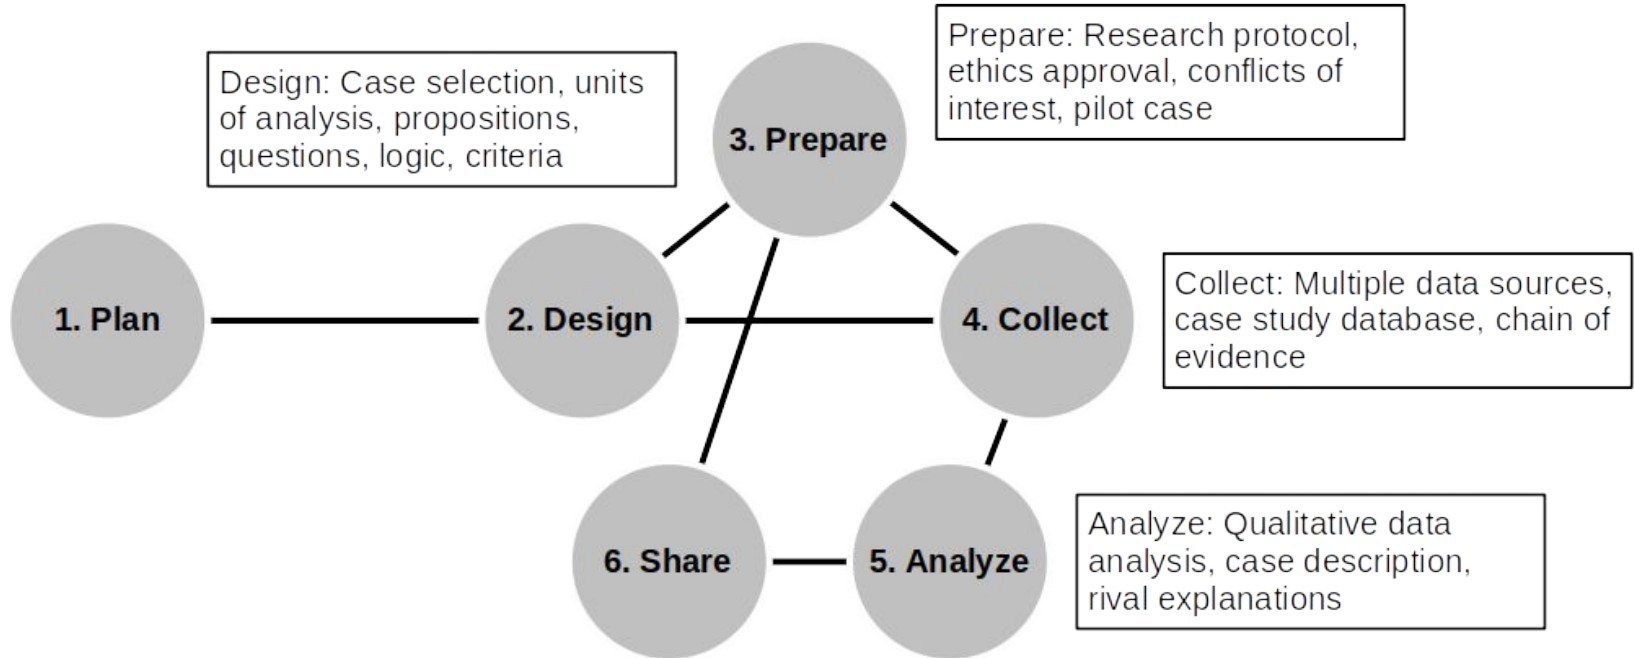 Design: Case selection, units
of analysis, propositions,
questions, logic, criteria
Prepare: Research protocol,
ethics approval, conflicts of
interest, pilot case
3. Prepare
1. Plan
2. Design
4. Collect
Collect: Multiple data sources,
case study database, chain of
evidence
6. Share
5. Analyze
Analyze: Qualitative data
analysis, case description,
rival explanations